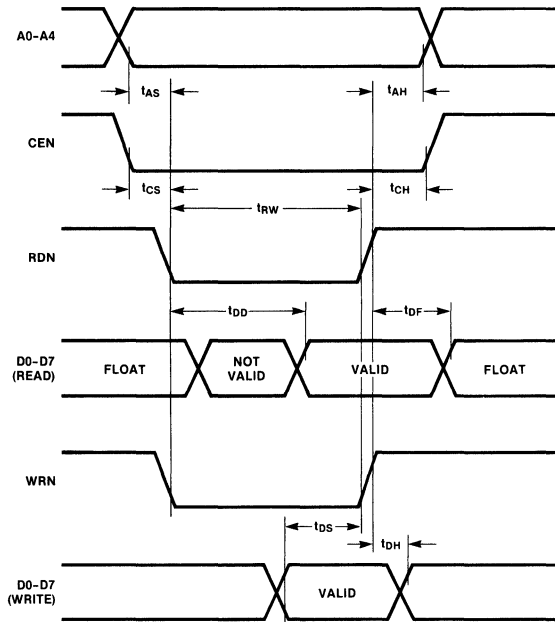 A0–A4
tAS
tAH
CEN
tCS
tCH
tRW
RDN
tDD
tDF
D0–D7
(READ)
FLOAT
NOT
VALID
VALID
FLOAT
WRN
tDS
tDH
D0–D7
(WRITE)
VALID